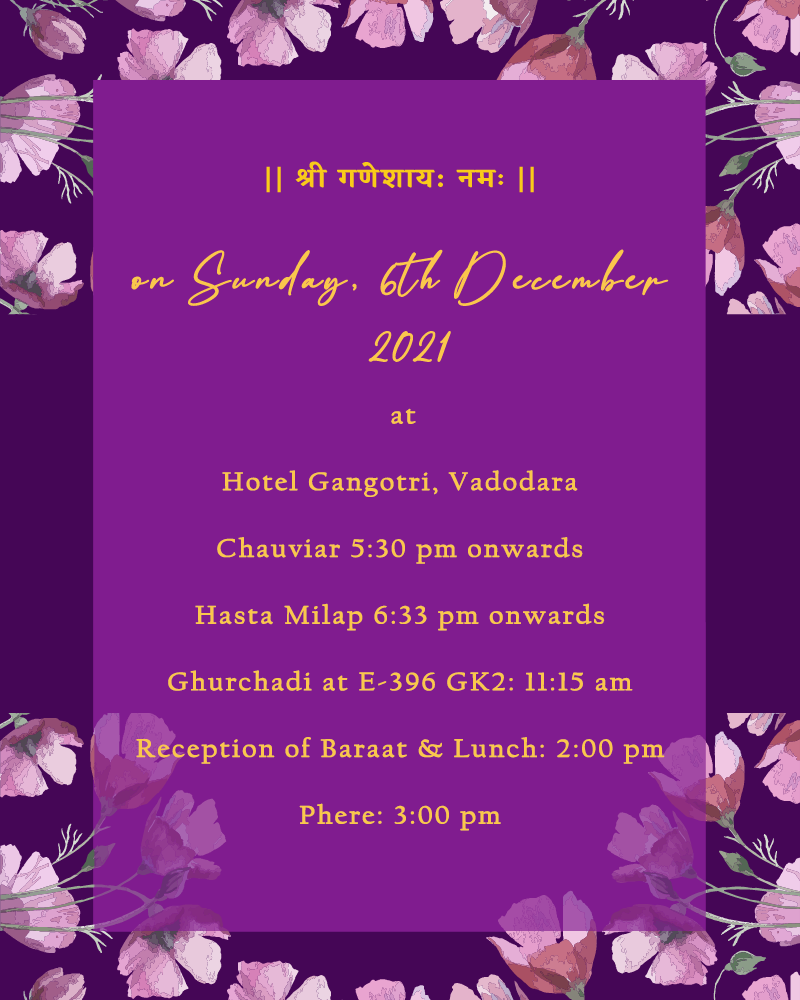 || श्री गणेशायः नमः ||
on Sunday, 6th December
2021
at
Hotel Gangotri, Vadodara
Chauviar 5:30 pm onwards
Hasta Milap 6:33 pm onwards
Ghurchadi at E-396 GK2: 11:15 am
Reception of Baraat & Lunch: 2:00 pm
Phere: 3:00 pm